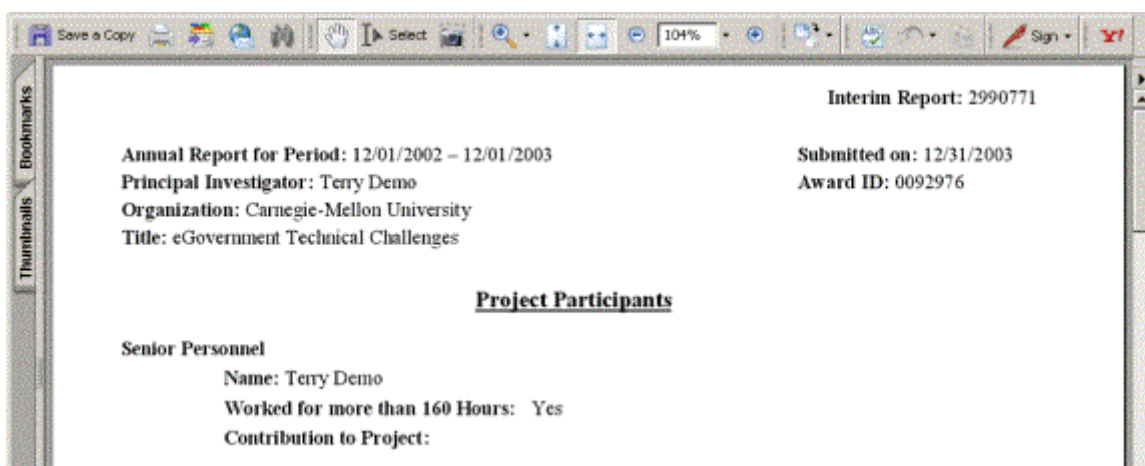 Save a Copy Select 104% Sign Y!
Bookmarks
Thumbnails
Interim Report: 2990771
Annual Report for Period: 12/01/2002 – 12/01/2003 Submitted on: 12/31/2003
Principal Investigator: Terry Demo Award ID: 0092976
Organization: Carnegie-Mellon University
Title: eGovernment Technical Challenges
Project Participants
Senior Personnel
Name: Terry Demo
Worked for more than 160 Hours: Yes
Contribution to Project: